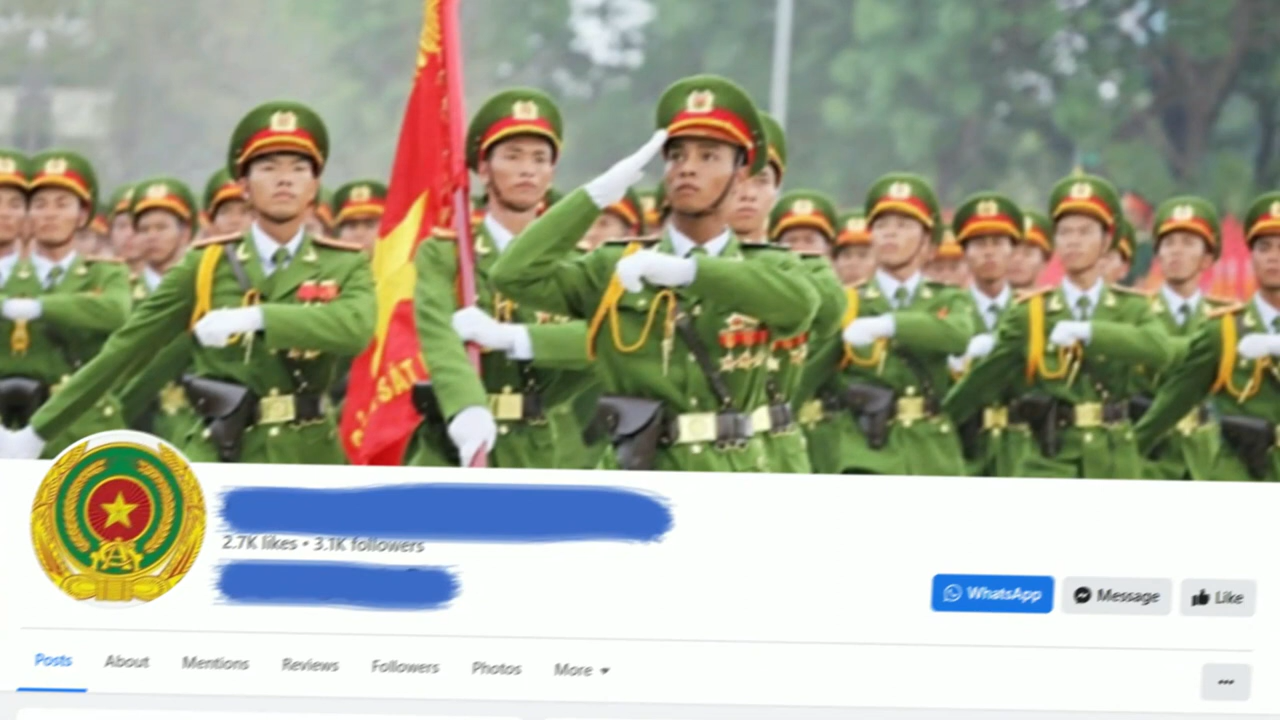 2.7K likes • 3.1K followers
WhatsApp
Message
Like
Posts
About
Mentions
Reviews
Followers
Photos
More